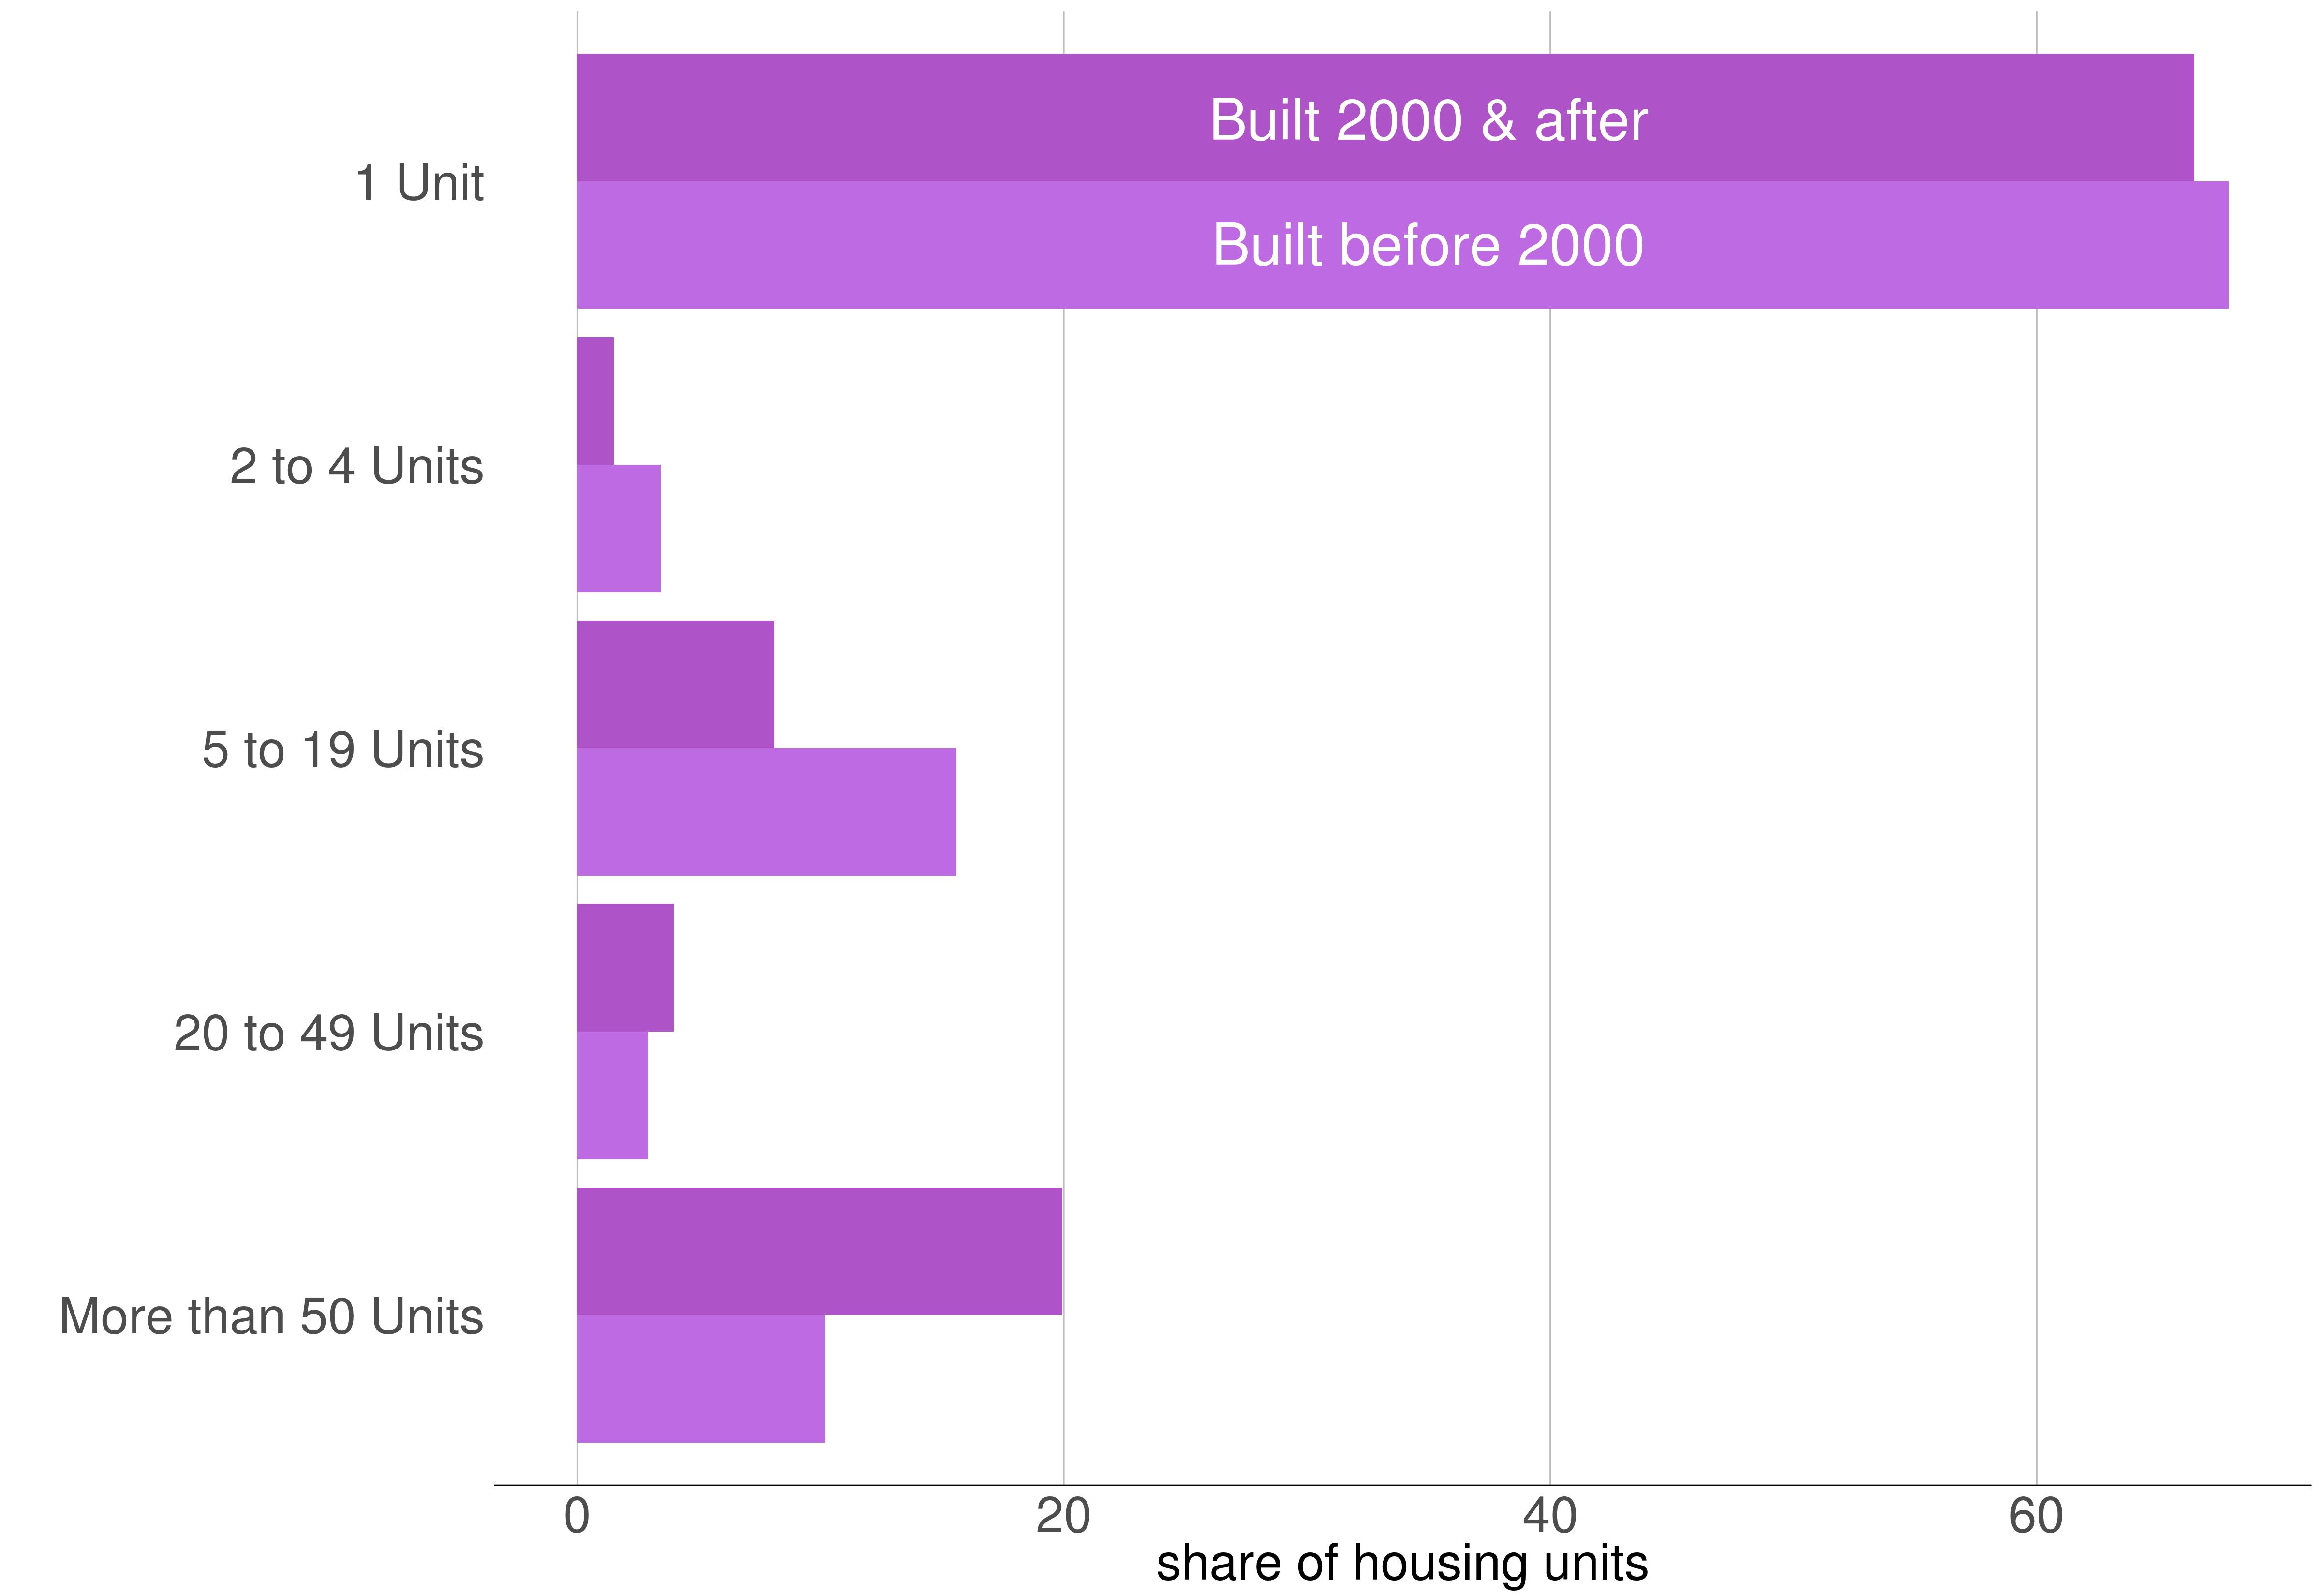 Built 2000 & after
1 Unit
Built before 2000
2 to 4 Units
5 to 19 Units
20 to 49 Units
More than 50 Units
0 20 40 60
share of housing units